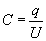 C = q/U